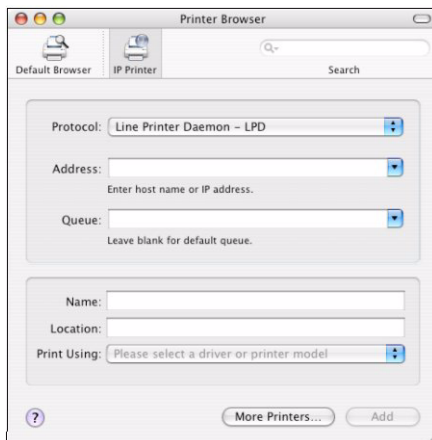 Printer Browser
Default Browser
IP Printer
Search
Protocol: Line Printer Daemon – LPD
Address:
Enter host name or IP address.
Queue:
Leave blank for default queue.
Name:
Location:
Print Using: Please select a driver or printer model
? More Printers... Add